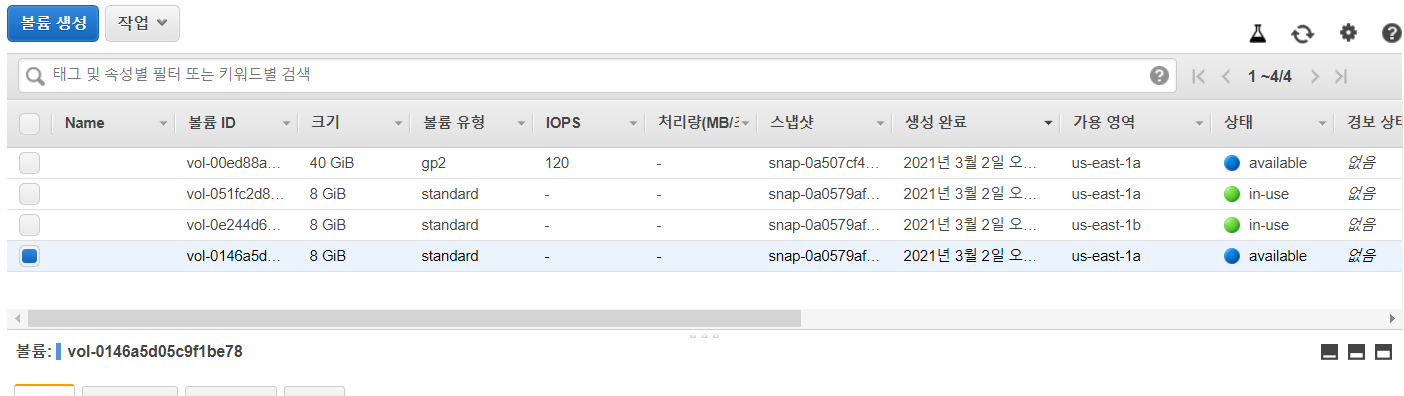 볼륨 생성 작업
태그 및 속성별 필터 또는 키워드별 검색 1 ~4/4
Name 볼륨 ID 크기 볼륨 유형 IOPS 처리량(MB/ 스냅샷 생성 완료 가용 영역 상태 경보 상태
vol-00ed88a… 40 GiB gp2 120 - snap-0a507cf4… 2021년 3월 2일 오… us-east-1a available 없음
vol-051fc2d8… 8 GiB standard - - snap-0a0579af… 2021년 3월 2일 오… us-east-1a in-use 없음
vol-0e244d6… 8 GiB standard - - snap-0a0579af… 2021년 3월 2일 오… us-east-1b in-use 없음
vol-0146a5d… 8 GiB standard - - snap-0a0579af… 2021년 3월 2일 오… us-east-1a available 없음
볼륨: vol-0146a5d05c9f1be78